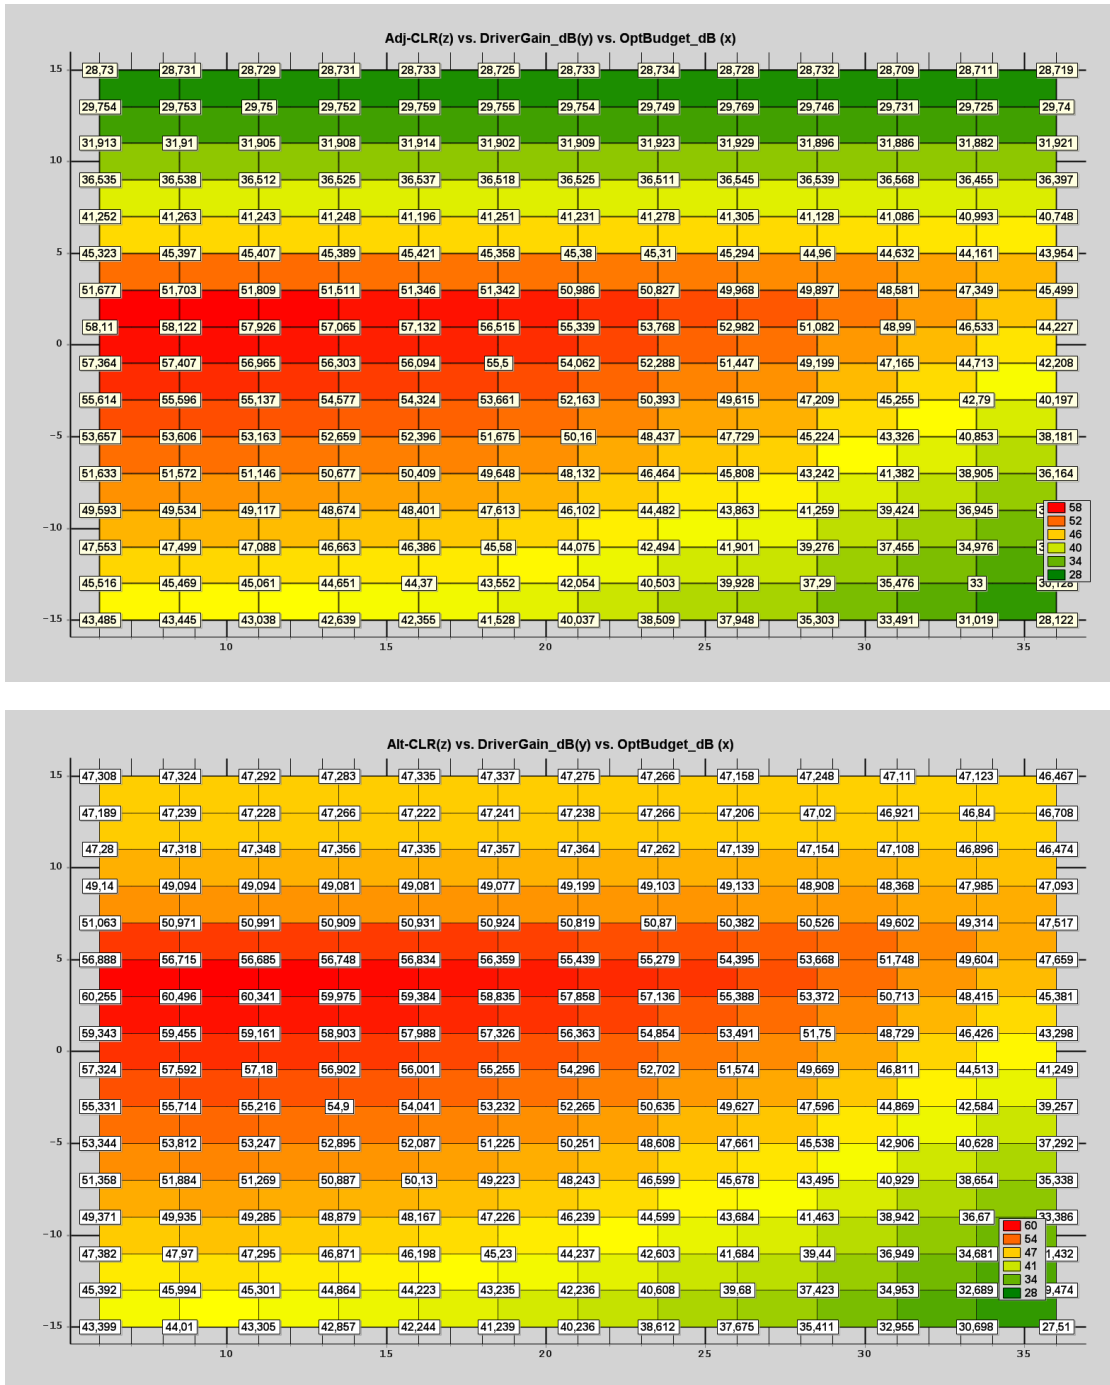 Adj-CLR(z) vs. DriverGain_dB(y) vs. OptBudget_dB (x)
15 28,73 28,731 28,729 28,731 28,733 28,725 28,733 28,734 28,728 28,732 28,709 28,711 28,719
29,754 29,753 29,75 29,752 29,759 29,755 29,754 29,749 29,769 29,746 29,731 29,725 29,74
31,913 31,91 31,905 31,908 31,914 31,902 31,909 31,923 31,929 31,896 31,886 31,882 31,921
10
36,535 36,538 36,512 36,525 36,537 36,518 36,525 36,511 36,545 36,539 36,568 36,455 36,397
41,252 41,263 41,243 41,248 41,196 41,251 41,231 41,278 41,305 41,128 41,086 40,993 40,748
5 45,323 45,397 45,407 45,389 45,421 45,358 45,38 45,31 45,294 44,96 44,632 44,161 43,954
51,677 51,703 51,809 51,511 51,346 51,342 50,986 50,827 49,968 49,897 48,581 47,349 45,499
58,11 58,122 57,926 57,065 57,132 56,515 55,339 53,768 52,982 51,082 48,99 46,533 44,227
0
57,364 57,407 56,965 56,303 56,094 55,5 54,062 52,288 51,447 49,199 47,165 44,713 42,208
55,614 55,596 55,137 54,577 54,324 53,661 52,163 50,393 49,615 47,209 45,255 42,79 40,197
-5 53,657 53,606 53,163 52,659 52,396 51,675 50,16 48,437 47,729 45,224 43,326 40,853 38,181
51,633 51,572 51,146 50,677 50,409 49,648 48,132 46,464 45,808 43,242 41,382 38,905 36,164
49,593 49,534 49,117 48,674 48,401 47,613 46,102 44,482 43,863 41,259 39,424 36,945
58
-10
52
46
47,553 47,499 47,088 46,663 46,386 45,58 44,075 42,494 41,901 39,276 37,455 34,976
40
34
45,516 45,469 45,061 44,651 44,37 43,552 42,054 40,503 39,928 37,29 35,476 33 30,128
28
-15 43,485 43,445 43,038 42,639 42,355 41,528 40,037 38,509 37,948 35,303 33,491 31,019 28,122
10 15 20 25 30 35
Alt-CLR(z) vs. DriverGain_dB(y) vs. OptBudget_dB (x)
15 47,308 47,324 47,292 47,283 47,335 47,337 47,275 47,266 47,158 47,248 47,11 47,123 46,467
47,189 47,239 47,228 47,266 47,222 47,241 47,238 47,266 47,206 47,02 46,921 46,84 46,708
47,28 47,318 47,348 47,356 47,335 47,357 47,364 47,262 47,139 47,154 47,108 46,896 46,474
10
49,14 49,094 49,094 49,081 49,081 49,077 49,199 49,103 49,133 48,908 48,368 47,985 47,093
51,063 50,971 50,991 50,909 50,931 50,924 50,819 50,87 50,382 50,526 49,602 49,314 47,517
5 56,888 56,715 56,685 56,748 56,834 56,359 55,439 55,279 54,395 53,668 51,748 49,604 47,659
60,255 60,496 60,341 59,975 59,384 58,835 57,858 57,136 55,388 53,372 50,713 48,415 45,381
59,343 59,455 59,161 58,903 57,988 57,326 56,363 54,854 53,491 51,75 48,729 46,426 43,298
0
57,324 57,592 57,18 56,902 56,001 55,255 54,296 52,702 51,574 49,669 46,811 44,513 41,249
55,331 55,714 55,216 54,9 54,041 53,232 52,265 50,635 49,627 47,596 44,869 42,584 39,257
-5 53,344 53,812 53,247 52,895 52,087 51,225 50,251 48,608 47,661 45,538 42,906 40,628 37,292
51,358 51,884 51,269 50,887 50,13 49,223 48,243 46,599 45,678 43,495 40,929 38,654 35,338
49,371 49,935 49,285 48,879 48,167 47,226 46,239 44,599 43,684 41,463 38,942 36,67 33,386
60
-10
54
47
47,382 47,97 47,295 46,871 46,198 45,23 44,237 42,603 41,684 39,44 36,949 34,681 1,432
41
34
45,392 45,994 45,301 44,864 44,223 43,235 42,236 40,608 39,68 37,423 34,953 32,689 9,474
28
-15 43,399 44,01 43,305 42,857 42,244 41,239 40,236 38,612 37,675 35,411 32,955 30,698 27,51
10 15 20 25 30 35